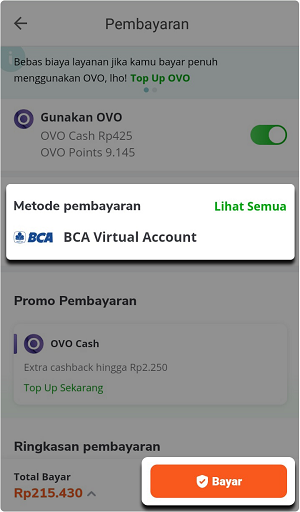 Pembayaran
Bebas biaya layanan jika kamu bayar penuh
menggunakan OVO, lho! Top Up OVO
Gunakan OVO
OVO Cash Rp425
OVO Points 9.145
Metode pembayaran Lihat Semua
BCA BCA Virtual Account
Promo Pembayaran
OVO Cash
Extra cashback hingga Rp2.250
Top Up Sekarang
Ringkasan pembayaran
Total Bayar
Rp215.430
Bayar